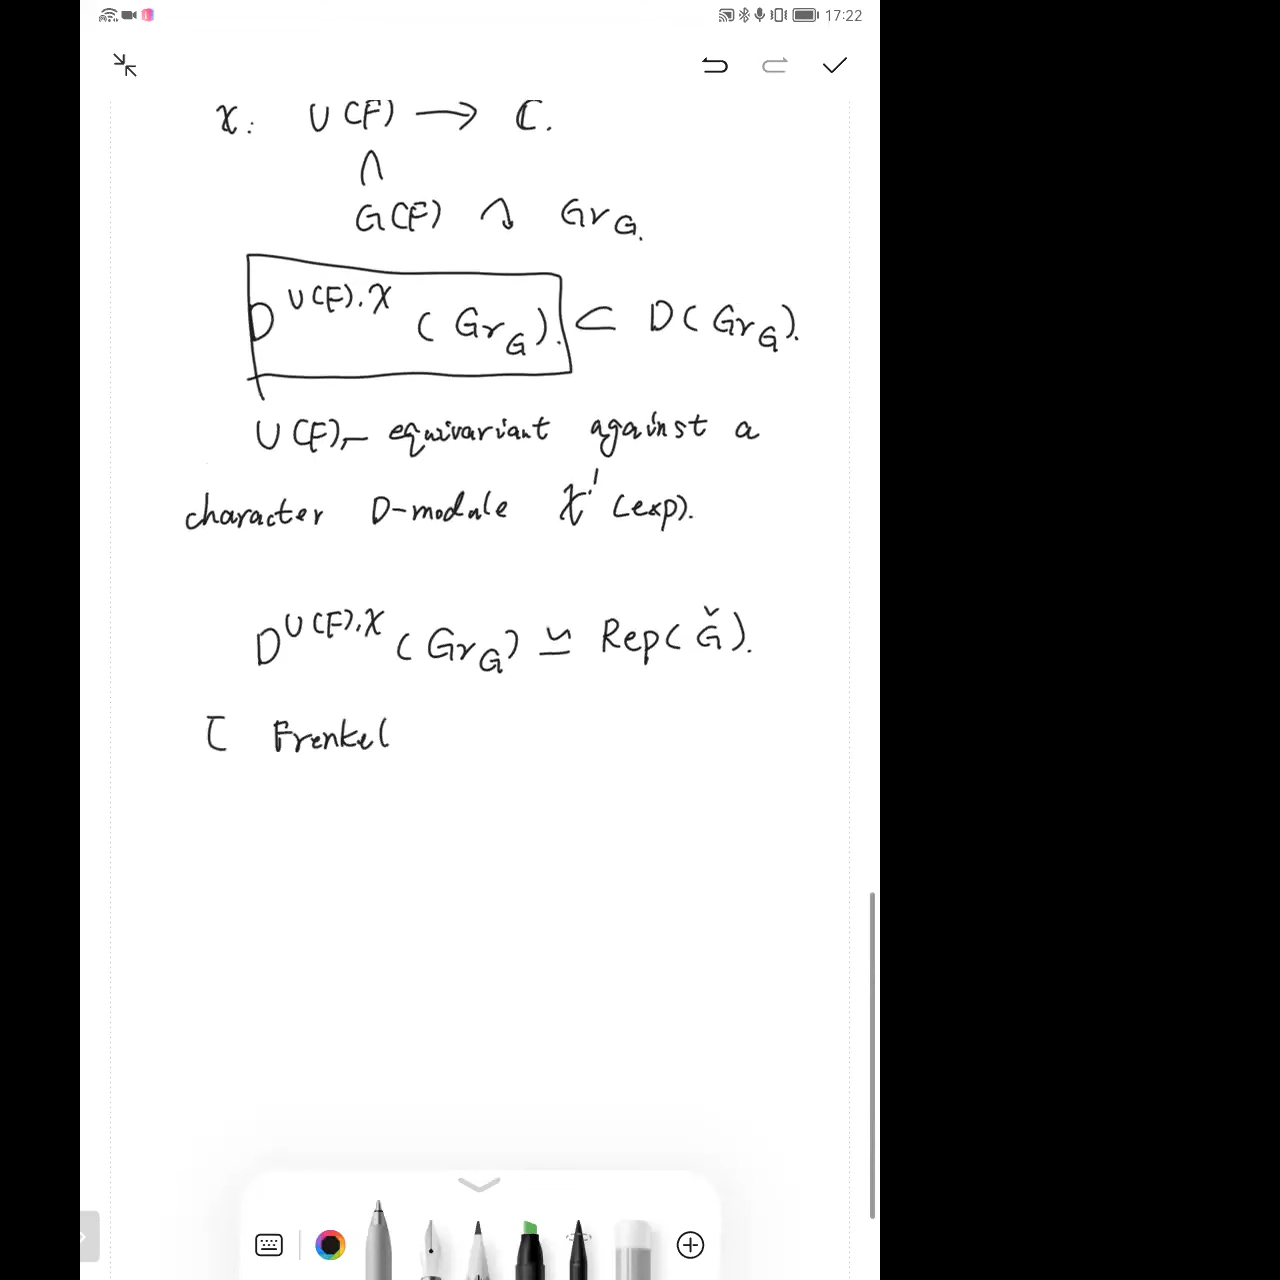 17:22
χ: U(F) → ℂ.
∩
G(F) ↷ Gr_G.
D^{U(F),χ}(Gr_G). ⊂ D(Gr_G).
U(F)- equivariant against a
character D-module χ^!(exp).
D^{U(F),χ}(Gr_G) ≃ Rep(Ǧ).
[ Frenkel